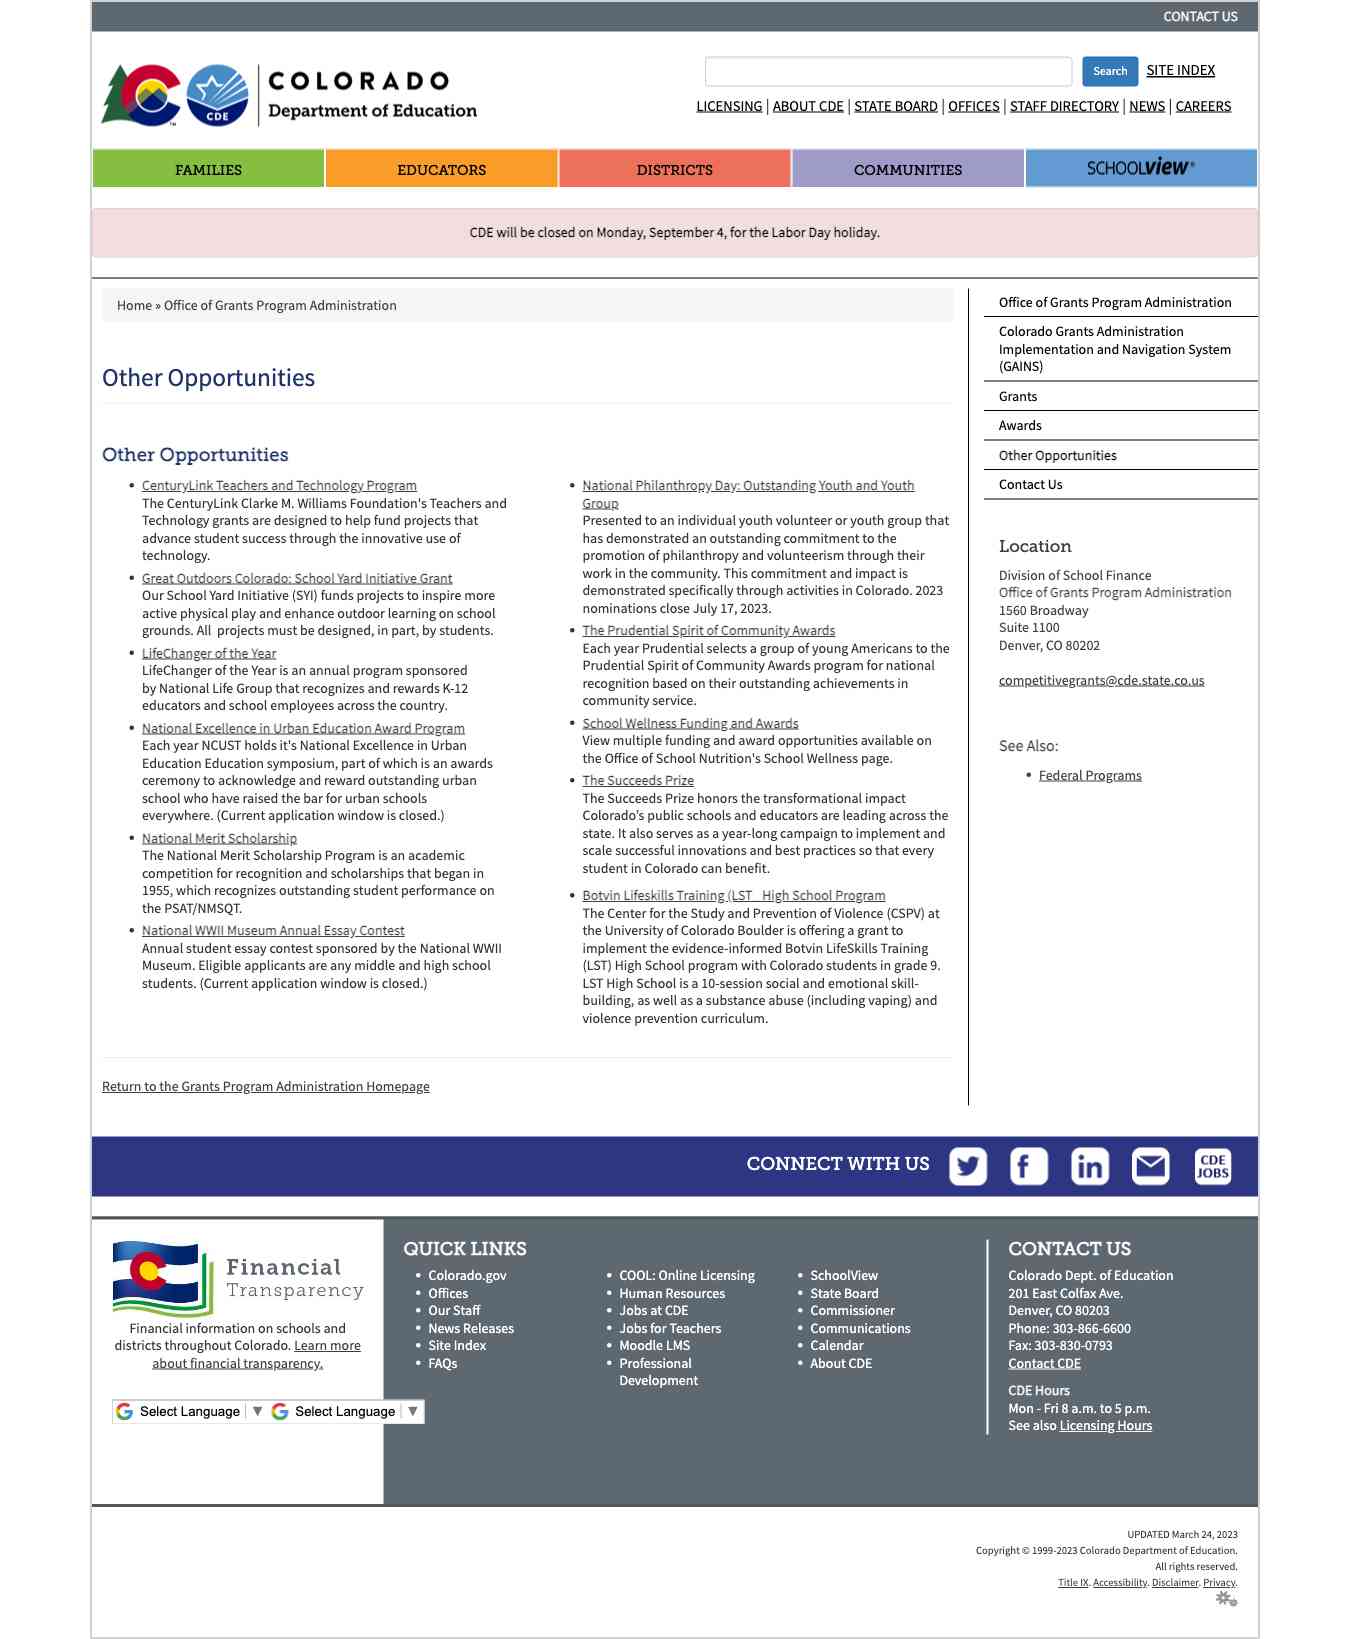 CONTACT US
COLORADO
Department of Education
CDE
TM
Search
SITE INDEX
LICENSING | ABOUT CDE | STATE BOARD | OFFICES | STAFF DIRECTORY | NEWS | CAREERS
FAMILIES
EDUCATORS
DISTRICTS
COMMUNITIES
SCHOOLview®
CDE will be closed on Monday, September 4, for the Labor Day holiday.
Home » Office of Grants Program Administration
Other Opportunities
Other Opportunities
• CenturyLink Teachers and Technology Program
The CenturyLink Clarke M. Williams Foundation's Teachers and
Technology grants are designed to help fund projects that
advance student success through the innovative use of
technology.
• Great Outdoors Colorado: School Yard Initiative Grant
Our School Yard Initiative (SYI) funds projects to inspire more
active physical play and enhance outdoor learning on school
grounds. All  projects must be designed, in part, by students.
• LifeChanger of the Year
LifeChanger of the Year is an annual program sponsored
by National Life Group that recognizes and rewards K-12
educators and school employees across the country.
• National Excellence in Urban Education Award Program
Each year NCUST holds it's National Excellence in Urban
Education Education symposium, part of which is an awards
ceremony to acknowledge and reward outstanding urban
school who have raised the bar for urban schools
everywhere. (Current application window is closed.)
• National Merit Scholarship
The National Merit Scholarship Program is an academic
competition for recognition and scholarships that began in
1955, which recognizes outstanding student performance on
the PSAT/NMSQT.
• National WWII Museum Annual Essay Contest
Annual student essay contest sponsored by the National WWII
Museum. Eligible applicants are any middle and high school
students. (Current application window is closed.)
• National Philanthropy Day: Outstanding Youth and Youth
Group
Presented to an individual youth volunteer or youth group that
has demonstrated an outstanding commitment to the
promotion of philanthropy and volunteerism through their
work in the community. This commitment and impact is
demonstrated specifically through activities in Colorado. 2023
nominations close July 17, 2023.
• The Prudential Spirit of Community Awards
Each year Prudential selects a group of young Americans to the
Prudential Spirit of Community Awards program for national
recognition based on their outstanding achievements in
community service.
• School Wellness Funding and Awards
View multiple funding and award opportunities available on
the Office of School Nutrition's School Wellness page.
• The Succeeds Prize
The Succeeds Prize honors the transformational impact
Colorado's public schools and educators are leading across the
state. It also serves as a year-long campaign to implement and
scale successful innovations and best practices so that every
student in Colorado can benefit.
• Botvin Lifeskills Training (LST_ High School Program
The Center for the Study and Prevention of Violence (CSPV) at
the University of Colorado Boulder is offering a grant to
implement the evidence-informed Botvin LifeSkills Training
(LST) High School program with Colorado students in grade 9.
LST High School is a 10-session social and emotional skill-
building, as well as a substance abuse (including vaping) and
violence prevention curriculum.
Return to the Grants Program Administration Homepage
Office of Grants Program Administration
Colorado Grants Administration
Implementation and Navigation System
(GAINS)
Grants
Awards
Other Opportunities
Contact Us
Location
Division of School Finance
Office of Grants Program Administration
1560 Broadway
Suite 1100
Denver, CO 80202
competitivegrants@cde.state.co.us
See Also:
• Federal Programs
CONNECT WITH US
CDE
JOBS
Financial
Transparency
Financial information on schools and
districts throughout Colorado. Learn more
about financial transparency.
Select Language ▼
Select Language ▼
QUICK LINKS
• Colorado.gov
• Offices
• Our Staff
• News Releases
• Site Index
• FAQs
• COOL: Online Licensing
• Human Resources
• Jobs at CDE
• Jobs for Teachers
• Moodle LMS
• Professional
Development
• SchoolView
• State Board
• Commissioner
• Communications
• Calendar
• About CDE
CONTACT US
Colorado Dept. of Education
201 East Colfax Ave.
Denver, CO 80203
Phone: 303-866-6600
Fax: 303-830-0793
Contact CDE
CDE Hours
Mon - Fri 8 a.m. to 5 p.m.
See also Licensing Hours
UPDATED March 24, 2023
Copyright © 1999-2023 Colorado Department of Education.
All rights reserved.
Title IX. Accessibility. Disclaimer. Privacy.